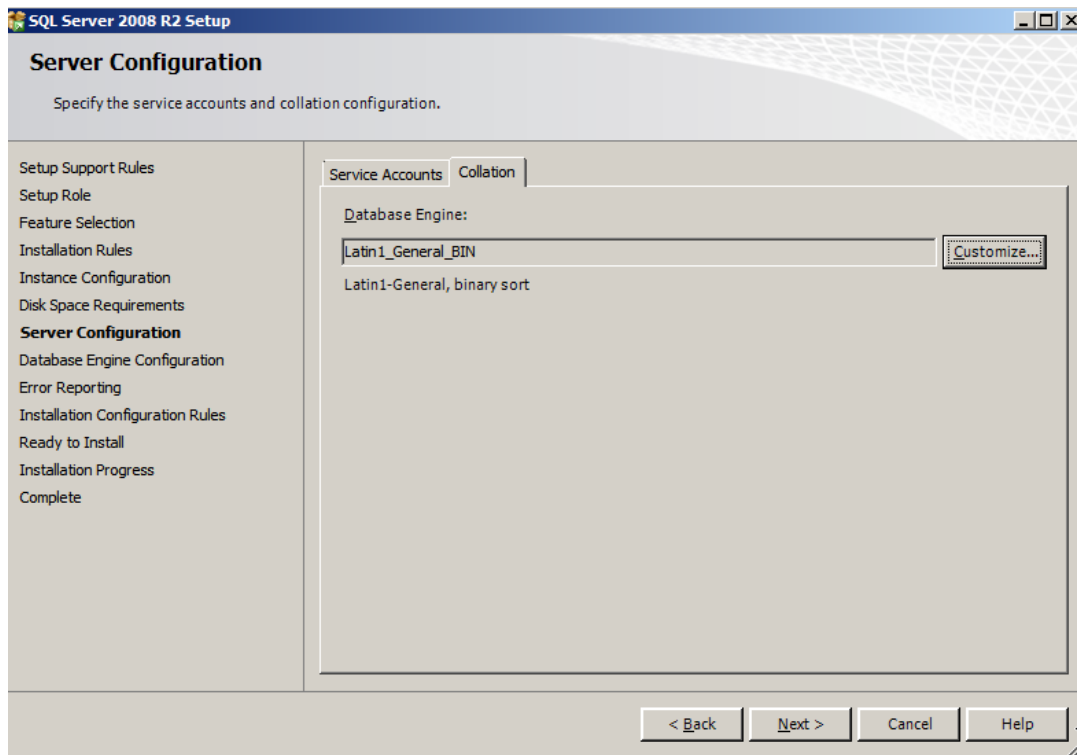 SQL Server 2008 R2 Setup
Server Configuration
Specify the service accounts and collation configuration.
Setup Support Rules
Setup Role
Feature Selection
Installation Rules
Instance Configuration
Disk Space Requirements
Server Configuration
Database Engine Configuration
Error Reporting
Installation Configuration Rules
Ready to Install
Installation Progress
Complete
Service Accounts Collation
Database Engine:
Latin1_General_BIN Customize...
Latin1-General, binary sort
< Back Next > Cancel Help